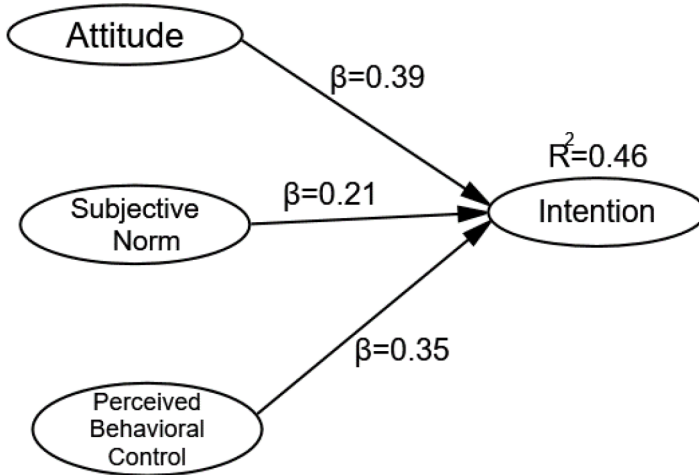 Attitude
β=0.39
R²=0.46
Subjective
Norm
β=0.21
Intention
β=0.35
Perceived
Behavioral
Control